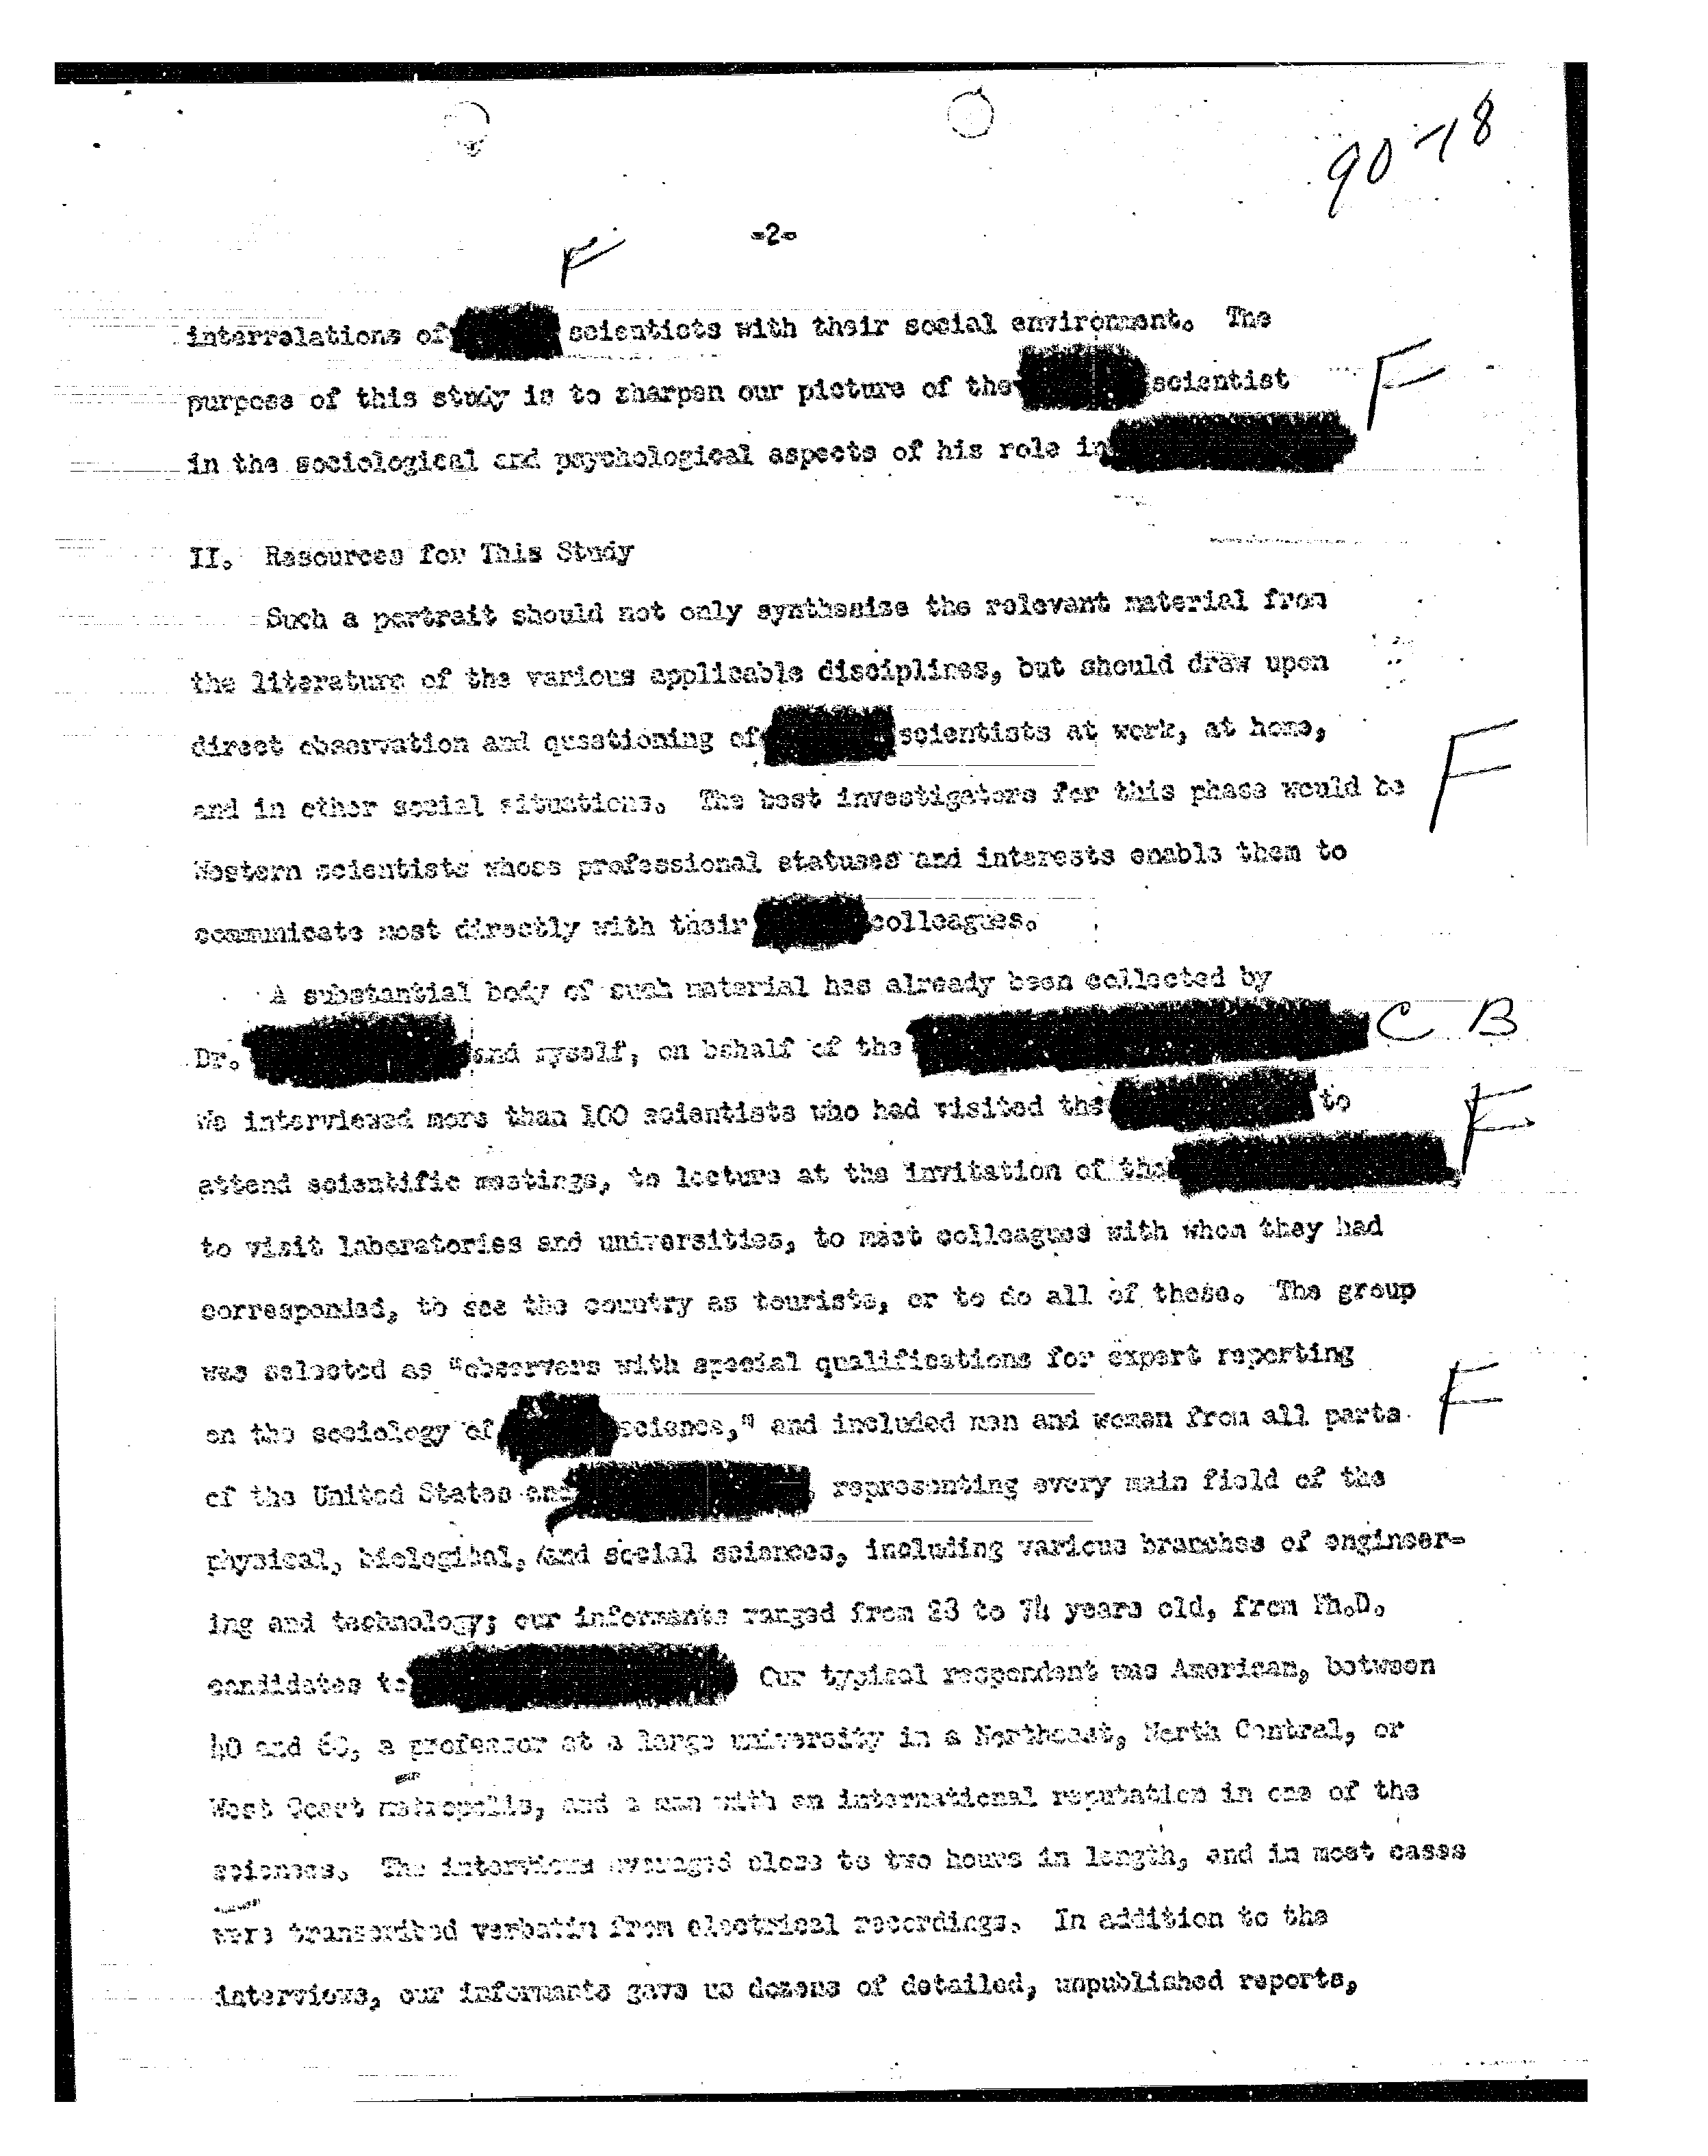 90-18
-2-
F
interrelations of scientists with their social environment. The
purpose of this study is to sharpen our picture of the scientist
F
in the sociological and psychological aspects of his role in
II. Resources for This Study
Such a portrait should not only synthesize the relevant material from
the literature of the various applicable disciplines, but should draw upon
direct observation and questioning of scientists at work, at home,
F
and in other social situations. The best investigators for this phase would be
Western scientists whose professional statuses and interests enable them to
communicate most directly with their colleagues.
A substantial body of such material has already been collected by
Dr. and myself, on behalf of the C B
We interviewed more than 100 scientists who had visited the to
F
attend scientific meetings, to lecture at the invitation of the ,
to visit laboratories and universities, to meet colleagues with whom they had
corresponded, to see the country as tourists, or to do all of these. The group
was selected as "observers with special qualifications for expert reporting
on the sociology of science," and included men and women from all parts
F
of the United States and , representing every main field of the
physical, biological, and social sciences, including various branches of engineer-
ing and technology; our informants ranged from 23 to 74 years old, from Ph.D.
candidates to Our typical respondent was American, between
40 and 60, a professor at a large university in a Northeast, North Central, or
West Coast metropolis, and a man with an international reputation in one of the
sciences. The interviews averaged close to two hours in length, and in most cases
were transcribed verbatim from electrical recordings. In addition to the
interviews, our informants gave us dozens of detailed, unpublished reports,